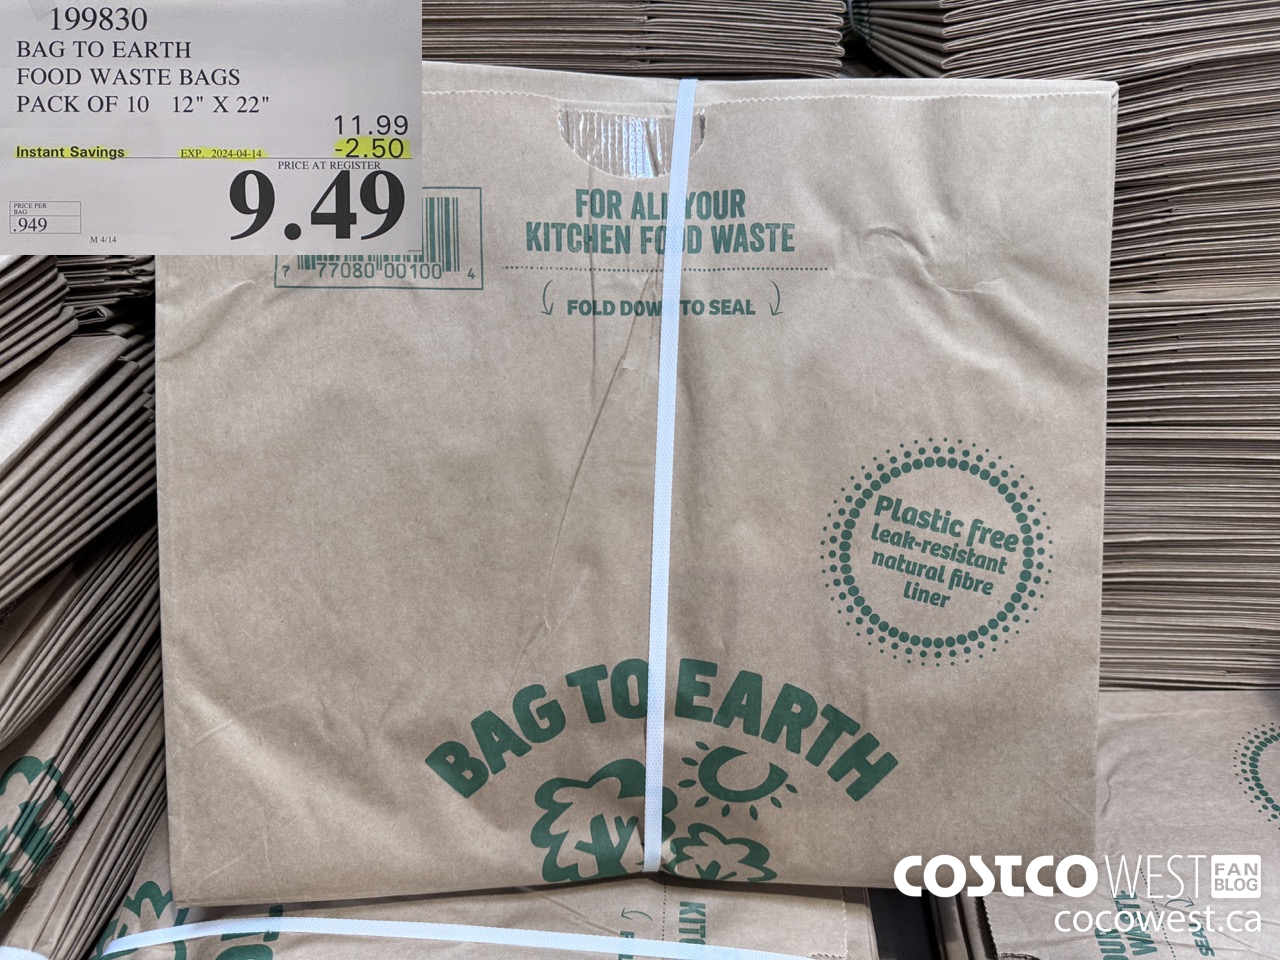 199830
BAG TO EARTH
FOOD WASTE BAGS
PACK OF 10 12" X 22"
11.99
Instant Savings EXP. 2024-04-14 -2.50
PRICE AT REGISTER
9.49
PRICE PER
BAG
.949
M 4/14
7 77080 00100 4
FOR ALL YOUR
KITCHEN FOOD WASTE
FOLD DOWN TO SEAL
Plastic free
leak-resistant
natural fibre
liner
BAG TO EARTH
COSTCO WEST FAN BLOG
cocowest.ca
KITC
WASTE
SEA